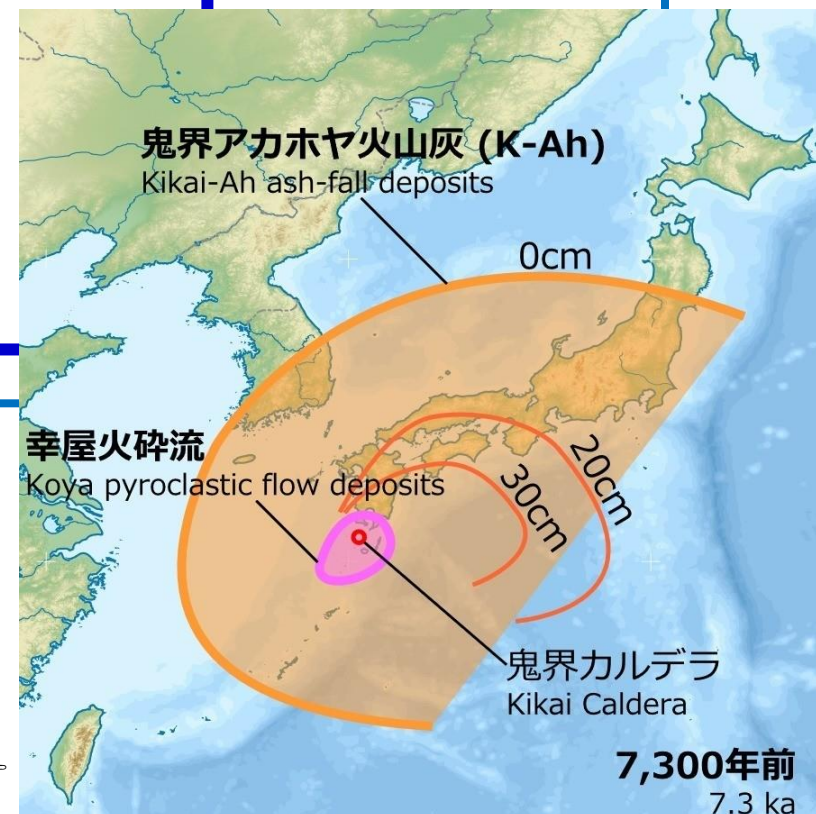 鬼界アカホヤ火山灰 (K-Ah)
Kikai-Ah ash-fall deposits
0cm
幸屋火砕流
Koya pyroclastic flow deposits
20cm
30cm
鬼界カルデラ
Kikai Caldera
7,300年前
7.3 ka